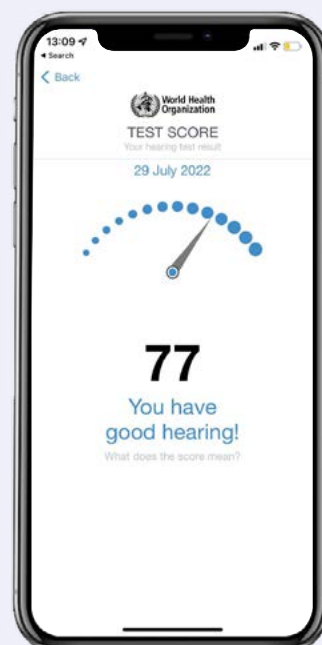 13:09
Search
Back
World Health
Organization
TEST SCORE
Your hearing test result
29 July 2022
77
You have
good hearing!
What does the score mean?